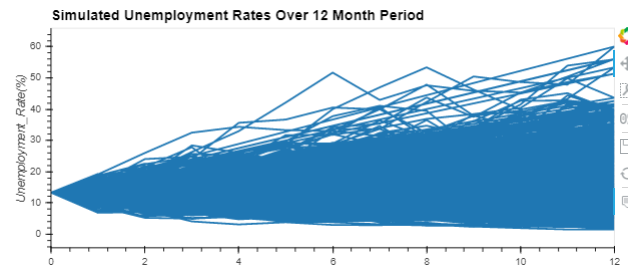 Simulated Unemployment Rates Over 12 Month Period
Unemployment_Rate(%)
60
50
40
30
20
10
0
0 2 4 6 8 10 12